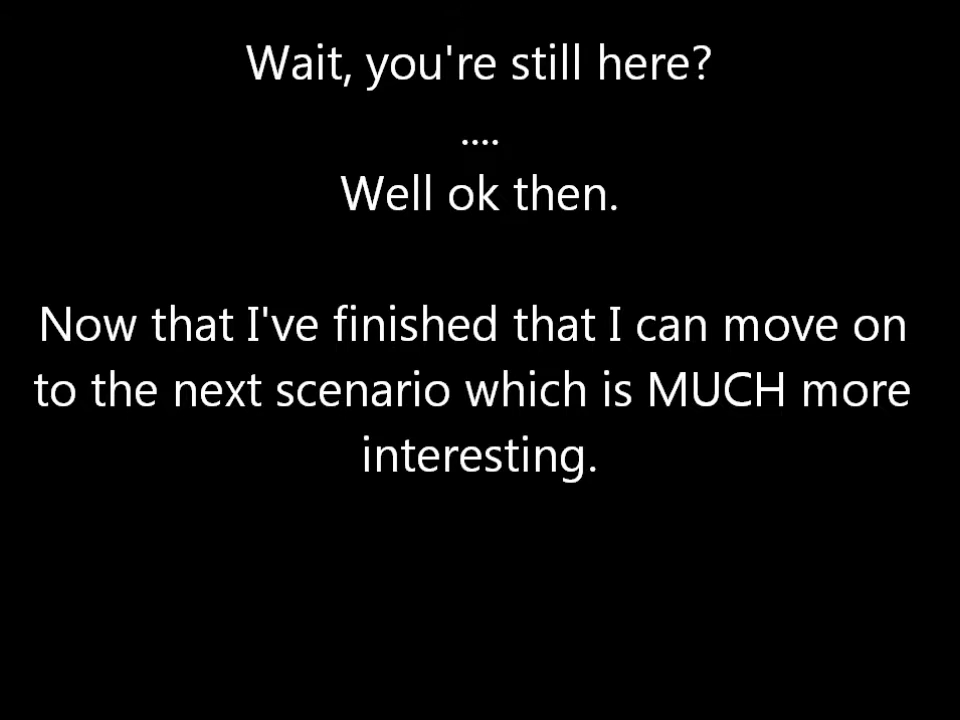 Wait, you're still here?
....
Well ok then.
Now that I've finished that I can move on
to the next scenario which is MUCH more
interesting.